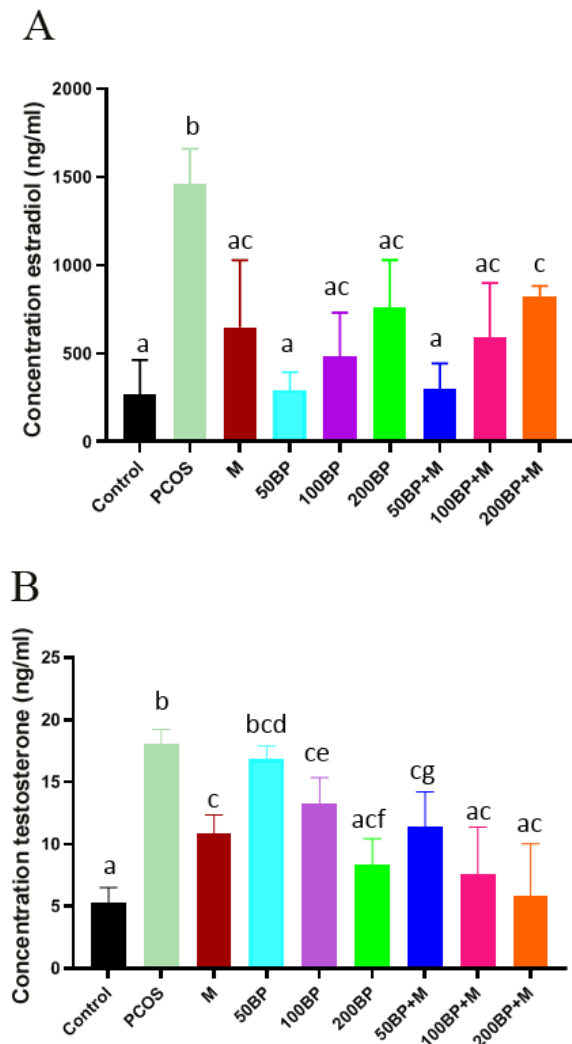 A
Concentration estradiol (ng/ml)
2000
1500
1000
500
0
a
b
ac
a
ac
ac
a
ac
c
Control
PCOS
M
50BP
100BP
200BP
50BP+M
100BP+M
200BP+M
B
Concentration testosterone (ng/ml)
25
20
15
10
5
0
a
b
c
bcd
ce
acf
cg
ac
ac
Control
PCOS
M
50BP
100BP
200BP
50BP+M
100BP+M
200BP+M